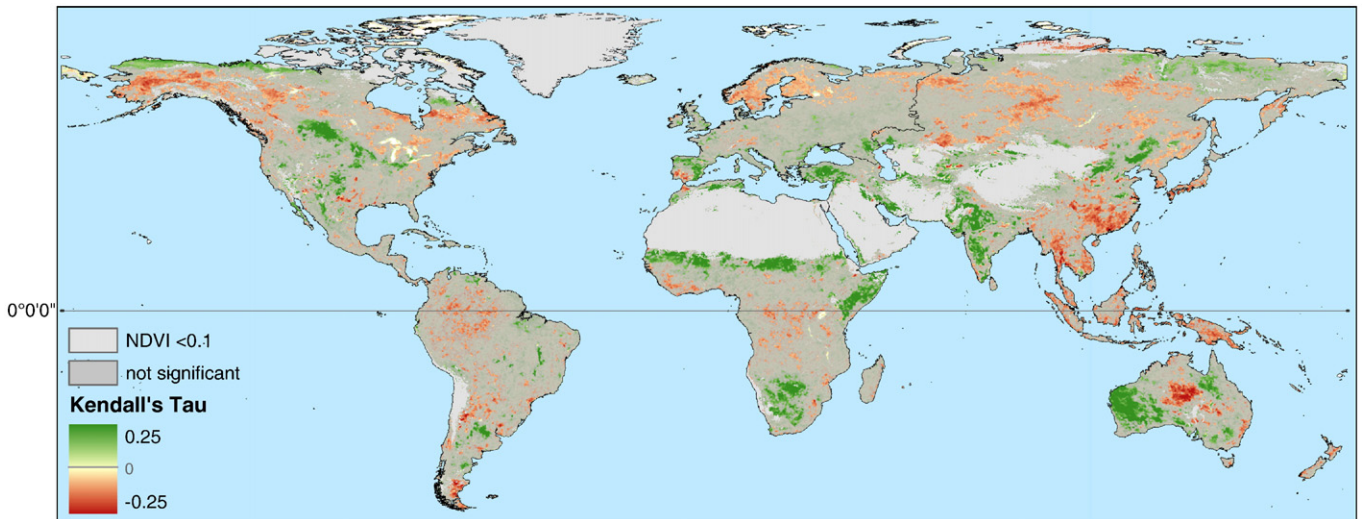 0°0'0"
NDVI <0.1
not significant
Kendall's Tau
0.25
0
-0.25